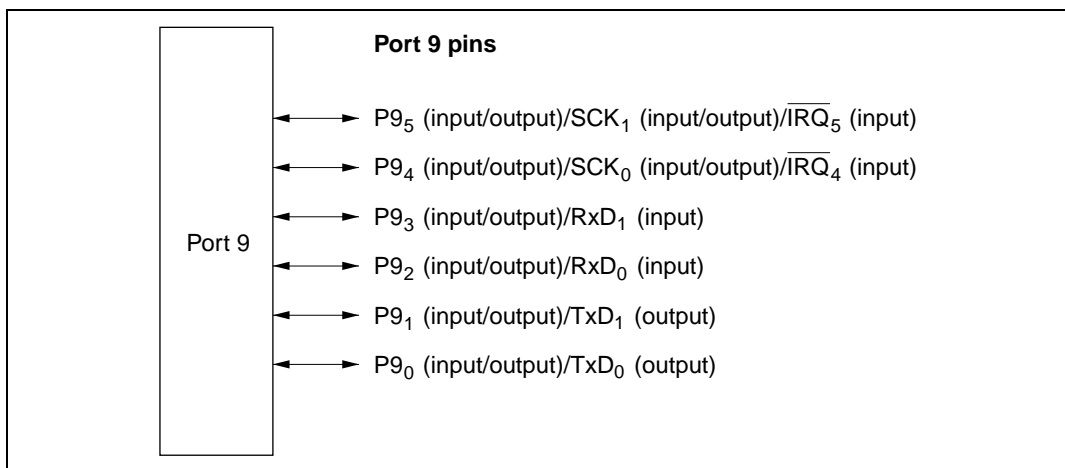 Port 9 pins
P9₅ (input/output)/SCK₁ (input/output)/I̅R̅Q̅₅ (input)
P9₄ (input/output)/SCK₀ (input/output)/I̅R̅Q̅₄ (input)
P9₃ (input/output)/RxD₁ (input)
Port 9
P9₂ (input/output)/RxD₀ (input)
P9₁ (input/output)/TxD₁ (output)
P9₀ (input/output)/TxD₀ (output)